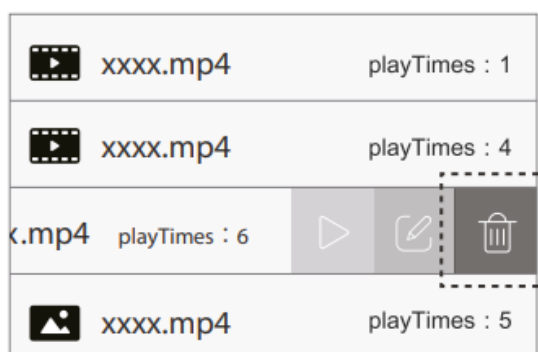 xxxx.mp4 playTimes : 1
xxxx.mp4 playTimes : 4
x.mp4 playTimes : 6
xxxx.mp4 playTimes : 5